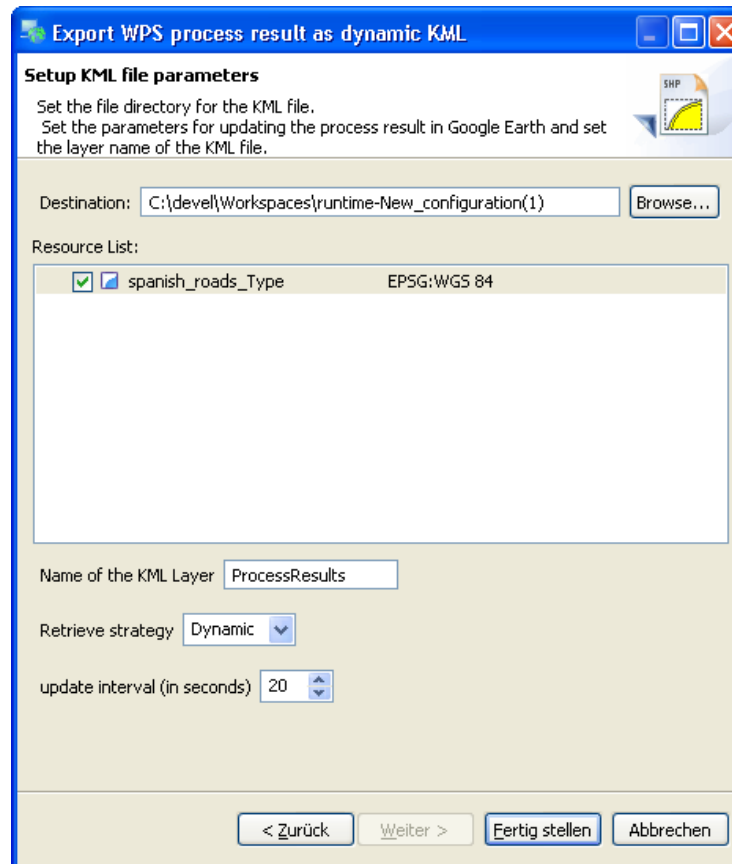 Export WPS process result as dynamic KML
Setup KML file parameters
SHP
Set the file directory for the KML file.
Set the parameters for updating the process result in Google Earth and set
the layer name of the KML file.
Destination: C:\devel\Workspaces\runtime-New_configuration(1) Browse...
Resource List:
spanish_roads_Type EPSG:WGS 84
Name of the KML Layer ProcessResults
Retrieve strategy Dynamic
update interval (in seconds) 20
< Zurück Weiter > Fertig stellen Abbrechen